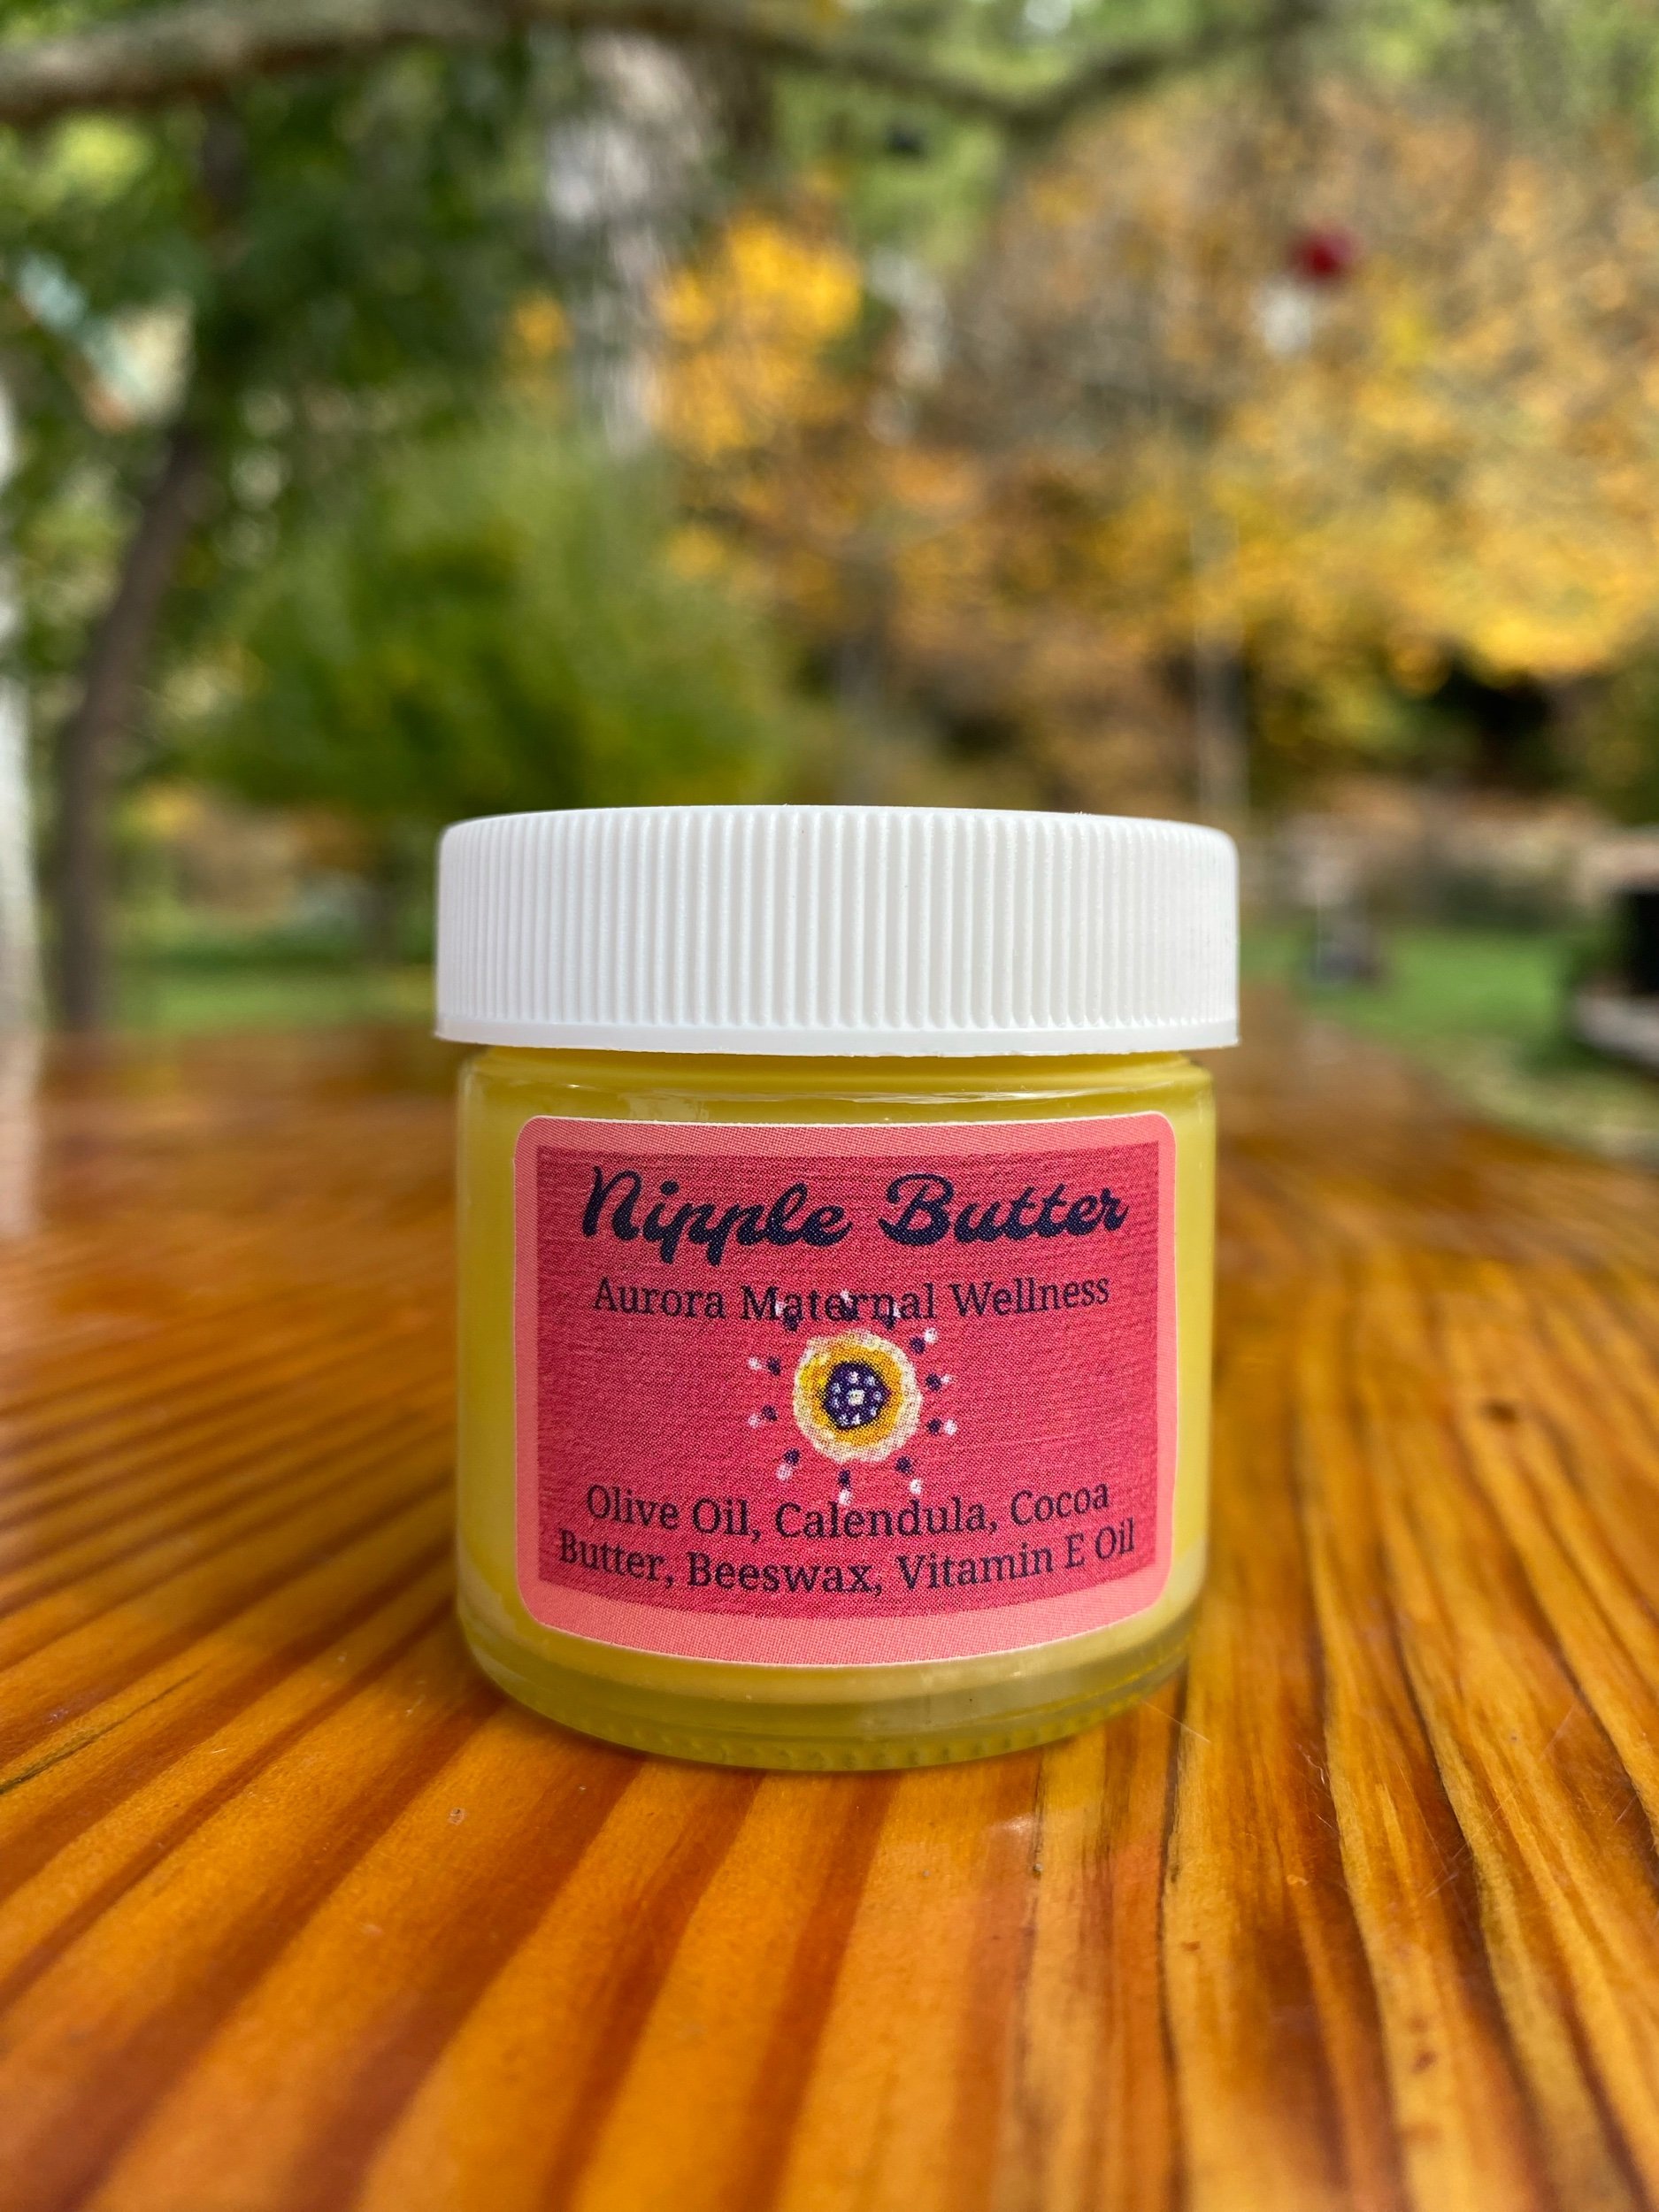 Nipple Butter
Aurora Maternal Wellness
Olive Oil, Calendula, Cocoa
Butter, Beeswax, Vitamin E Oil